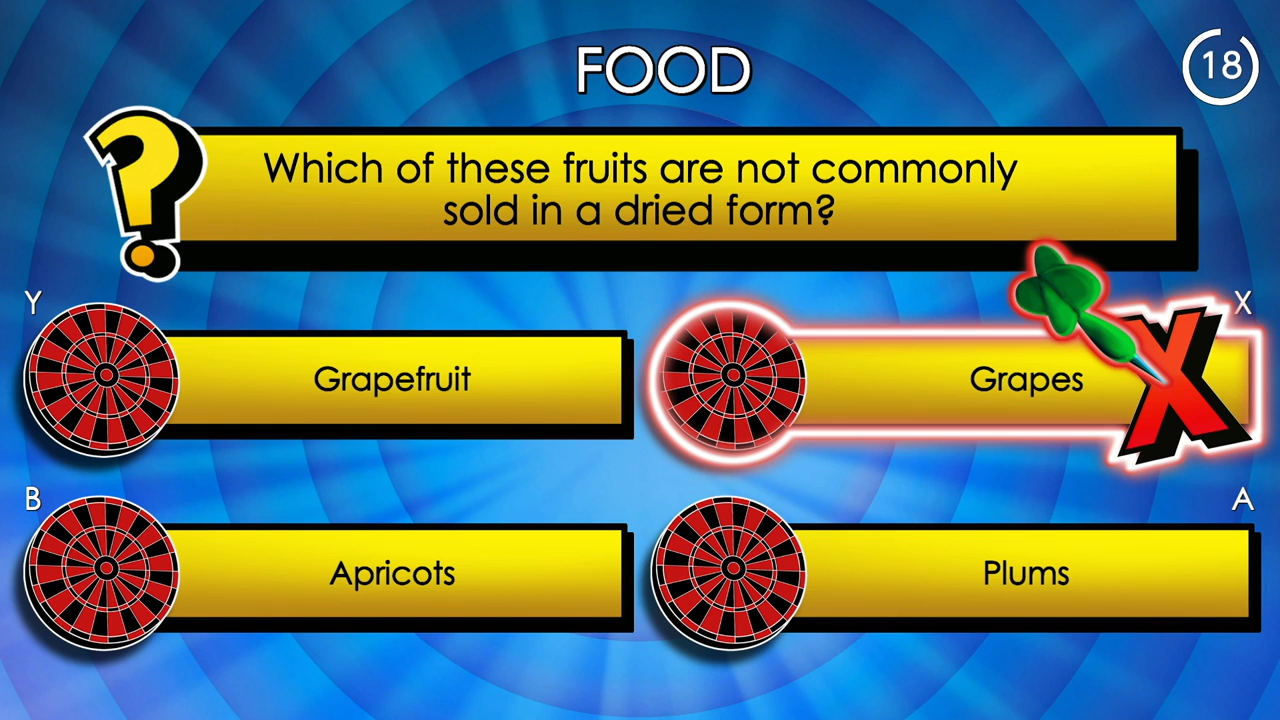 FOOD
18
Which of these fruits are not commonly
sold in a dried form?
Y
Grapefruit
X
Grapes
B
Apricots
A
Plums